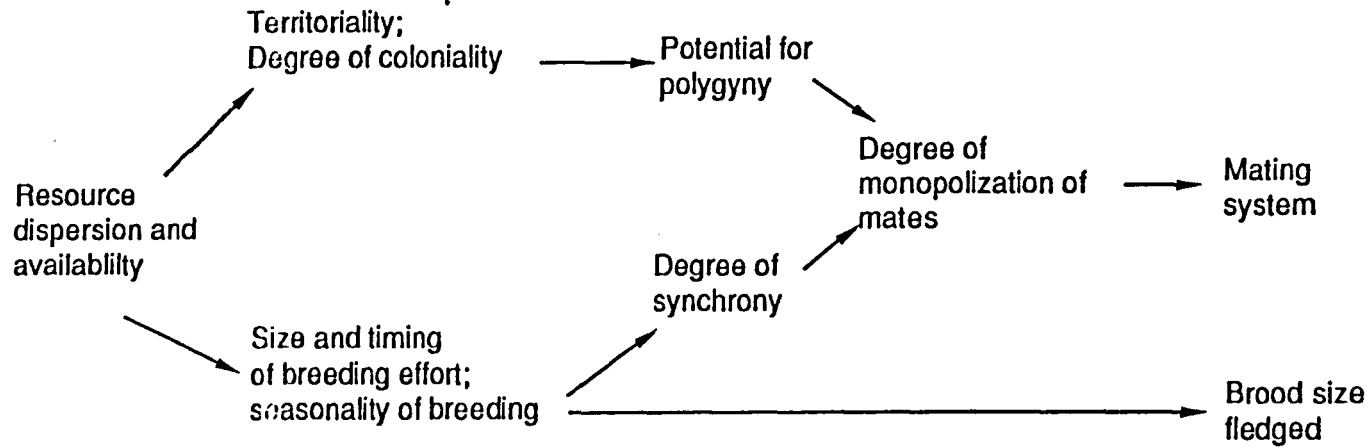 Territoriality;
Degree of coloniality
Potential for
polygyny
Degree of
monopolization of
mates
Mating
system
Resource
dispersion and
availablilty
Degree of
synchrony
Size and timing
of breeding effort;
seasonality of breeding
Brood size
fledged